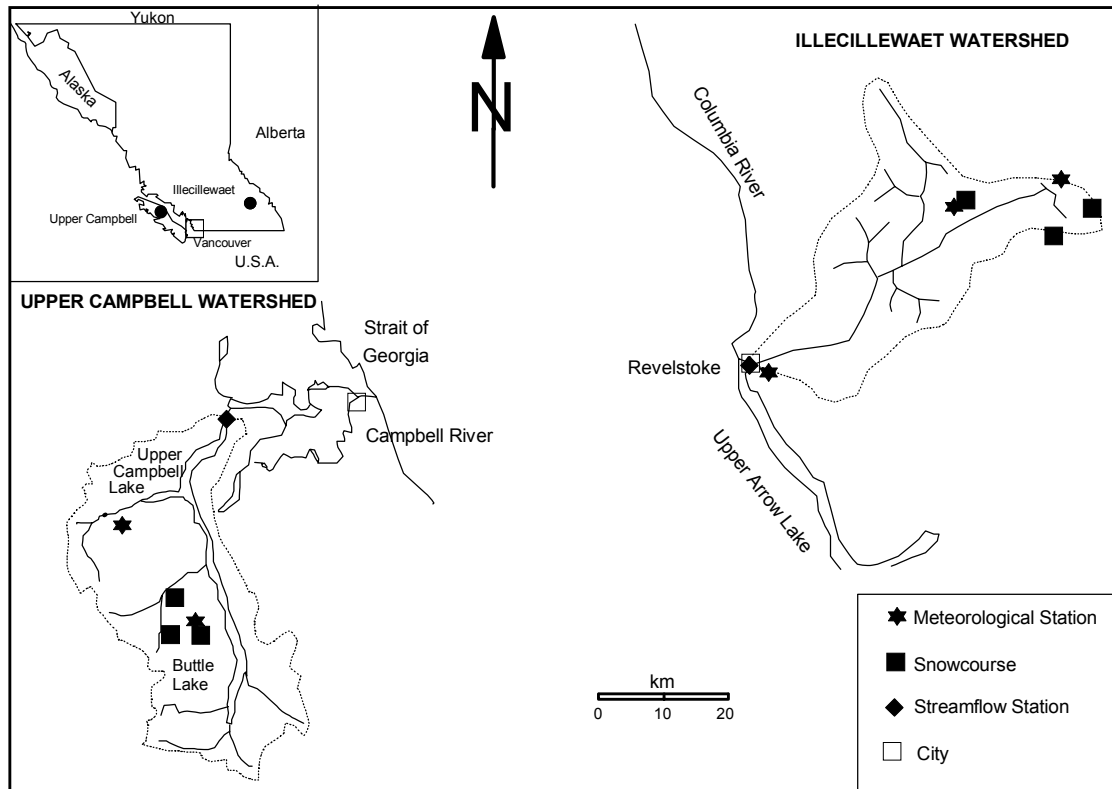 Yukon
Alaska
Alberta
Illecillewaet
Upper Campbell
Vancouver
U.S.A.
N
ILLECILLEWAET WATERSHED
Columbia River
Revelstoke
Upper Arrow Lake
UPPER CAMPBELL WATERSHED
Strait of
Georgia
Campbell River
Upper
Campbell
Lake
Buttle
Lake
km
0 10 20
Meteorological Station
Snowcourse
Streamflow Station
City